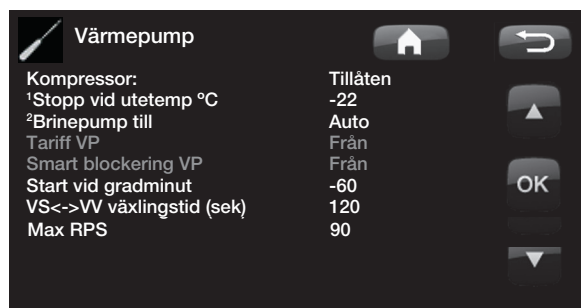 Värmepump
Kompressor: Tillåten
¹Stopp vid utetemp ºC -22
²Brinepump till Auto
Tariff VP Från
Smart blockering VP Från
Start vid gradminut -60
VS<->VV växlingstid (sek) 120
Max RPS 90
OK